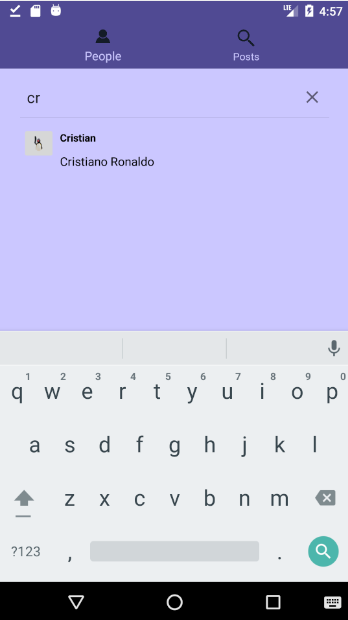 LTE 4:57
People Posts
cr
Cristian
Cristiano Ronaldo
1 2 3 4 5 6 7 8 9 0
q w e r t y u i o p
a s d f g h j k l
z x c v b n m
?123 , .